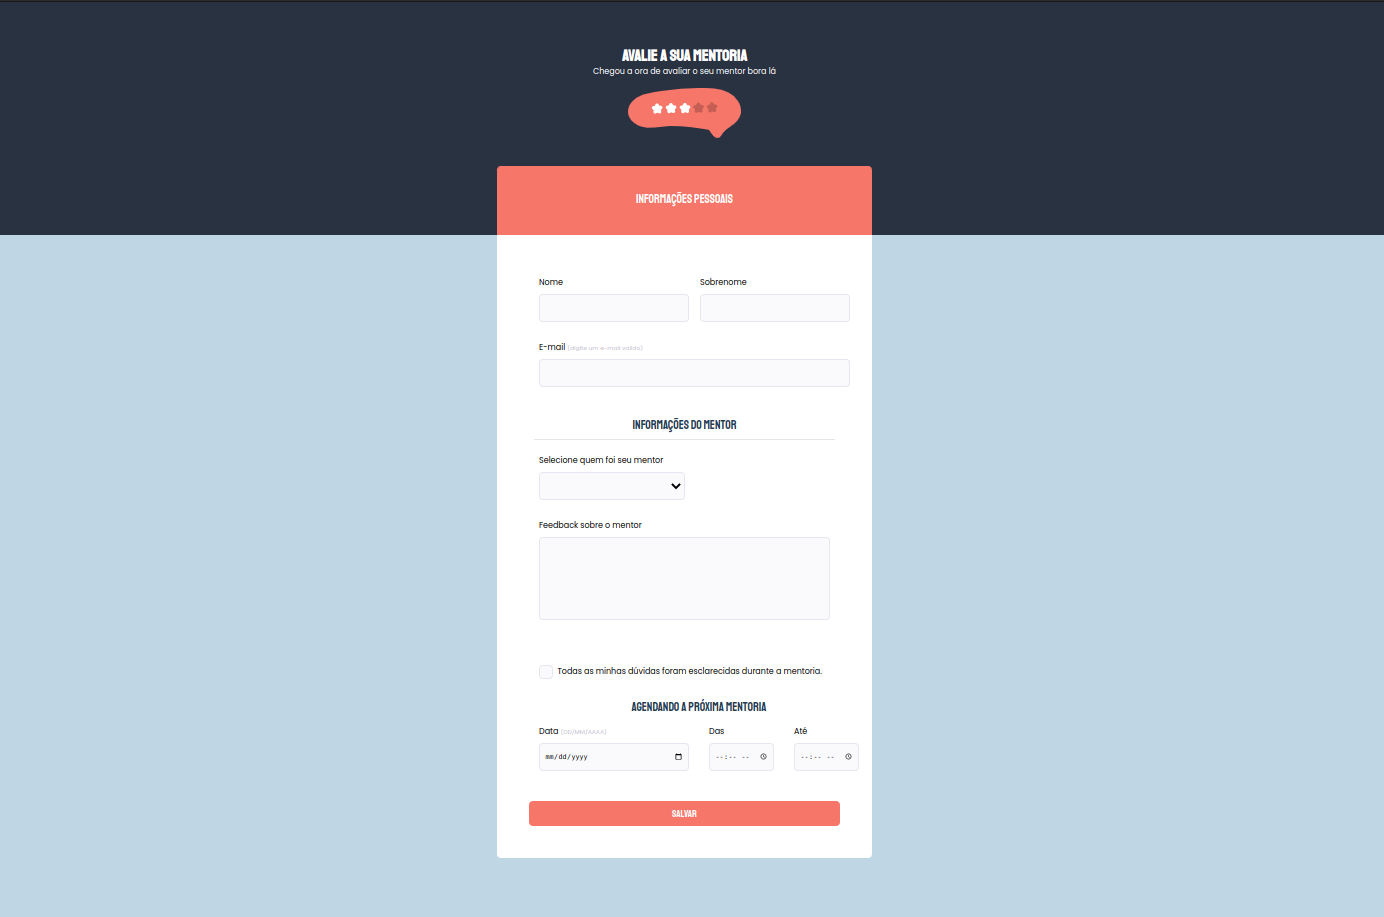 AVALIE A SUA MENTORIA
Chegou a ora de avaliar o seu mentor bora lá
INFORMAÇÕES PESSOAIS
Nome Sobrenome
E-mail (digite um e-mail valido)
INFORMAÇÕES DO MENTOR
Selecione quem foi seu mentor
Feedback sobre o mentor
Todas as minhas dúvidas foram esclarecidas durante a mentoria.
AGENDANDO A PRÓXIMA MENTORIA
Data (DD/MM/AAAA) Das Até
mm/dd/yyyy --:-- -- --:-- --
SALVAR